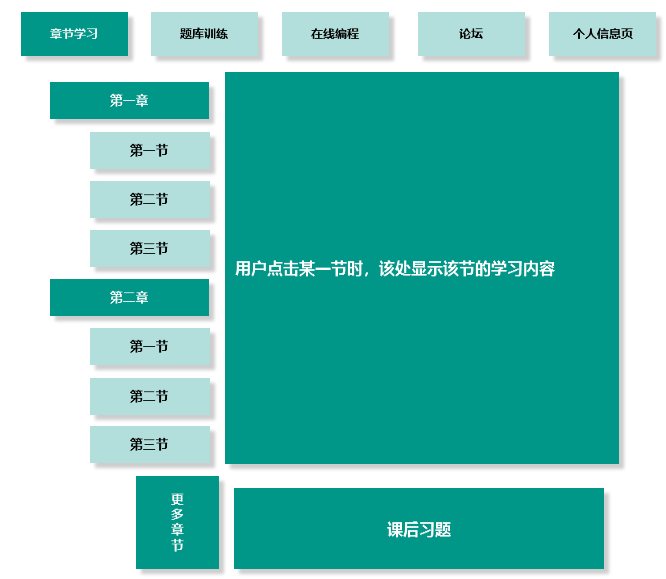 章节学习
题库训练
在线编程
论坛
个人信息页
第一章
第一节
第二节
第三节
第二章
第一节
第二节
第三节
更多章节
用户点击某一节时，该处显示该节的学习内容
课后习题